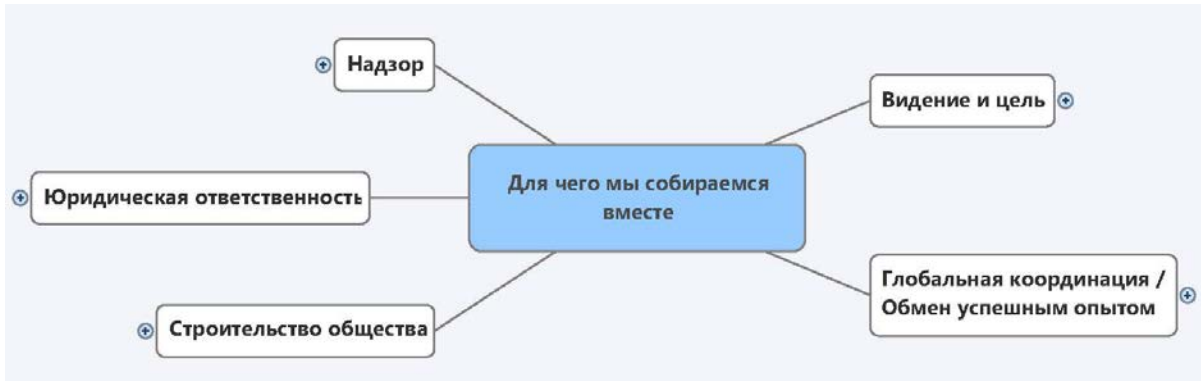 Надзор
Видение и цель
Для чего мы собираемся
вместе
Юридическая ответственность
Глобальная координация /
Обмен успешным опытом
Строительство общества